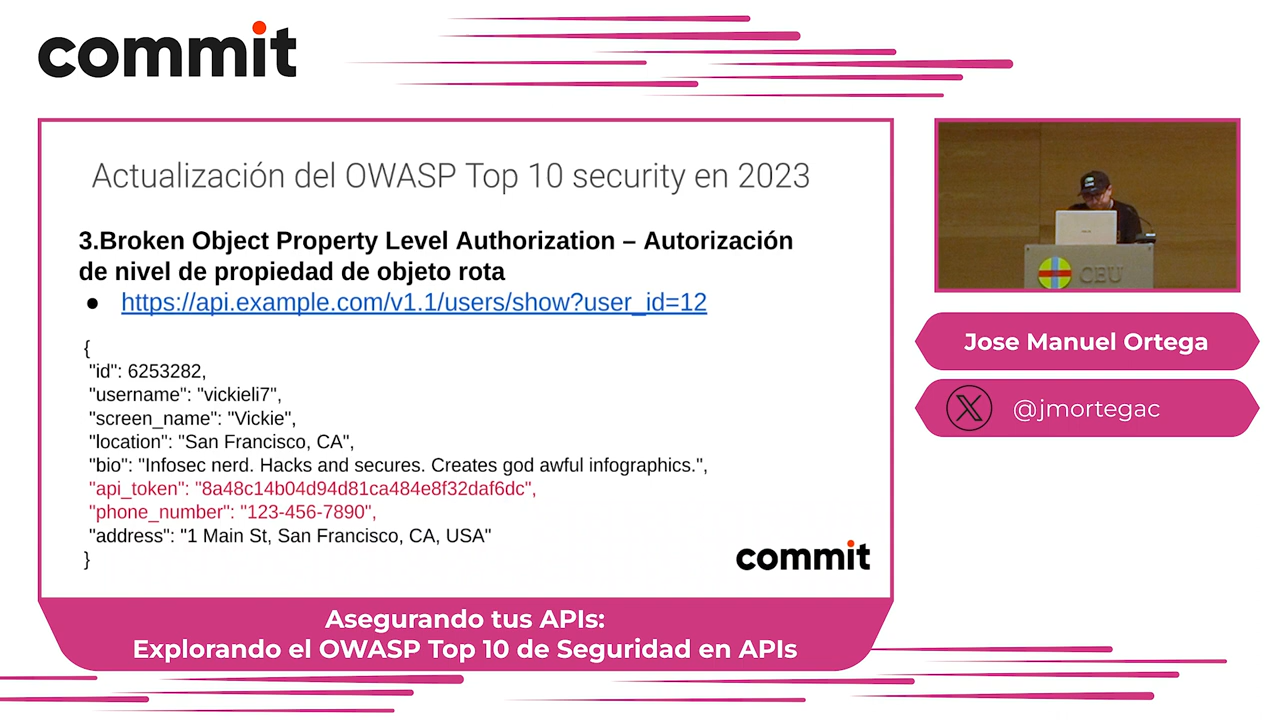 commit
Actualización del OWASP Top 10 security en 2023
3.Broken Object Property Level Authorization – Autorización
de nivel de propiedad de objeto rota
● https://api.example.com/v1.1/users/show?user_id=12
{
"id": 6253282,
"username": "vickieli7",
"screen_name": "Vickie",
"location": "San Francisco, CA",
"bio": "Infosec nerd. Hacks and secures. Creates god awful infographics.",
"api_token": "8a48c14b04d94d81ca484e8f32daf6dc",
"phone_number": "123-456-7890",
"address": "1 Main St, San Francisco, CA, USA"
}
commit
Asegurando tus APIs:
Explorando el OWASP Top 10 de Seguridad en APIs
CEU
Jose Manuel Ortega
@jmortegac